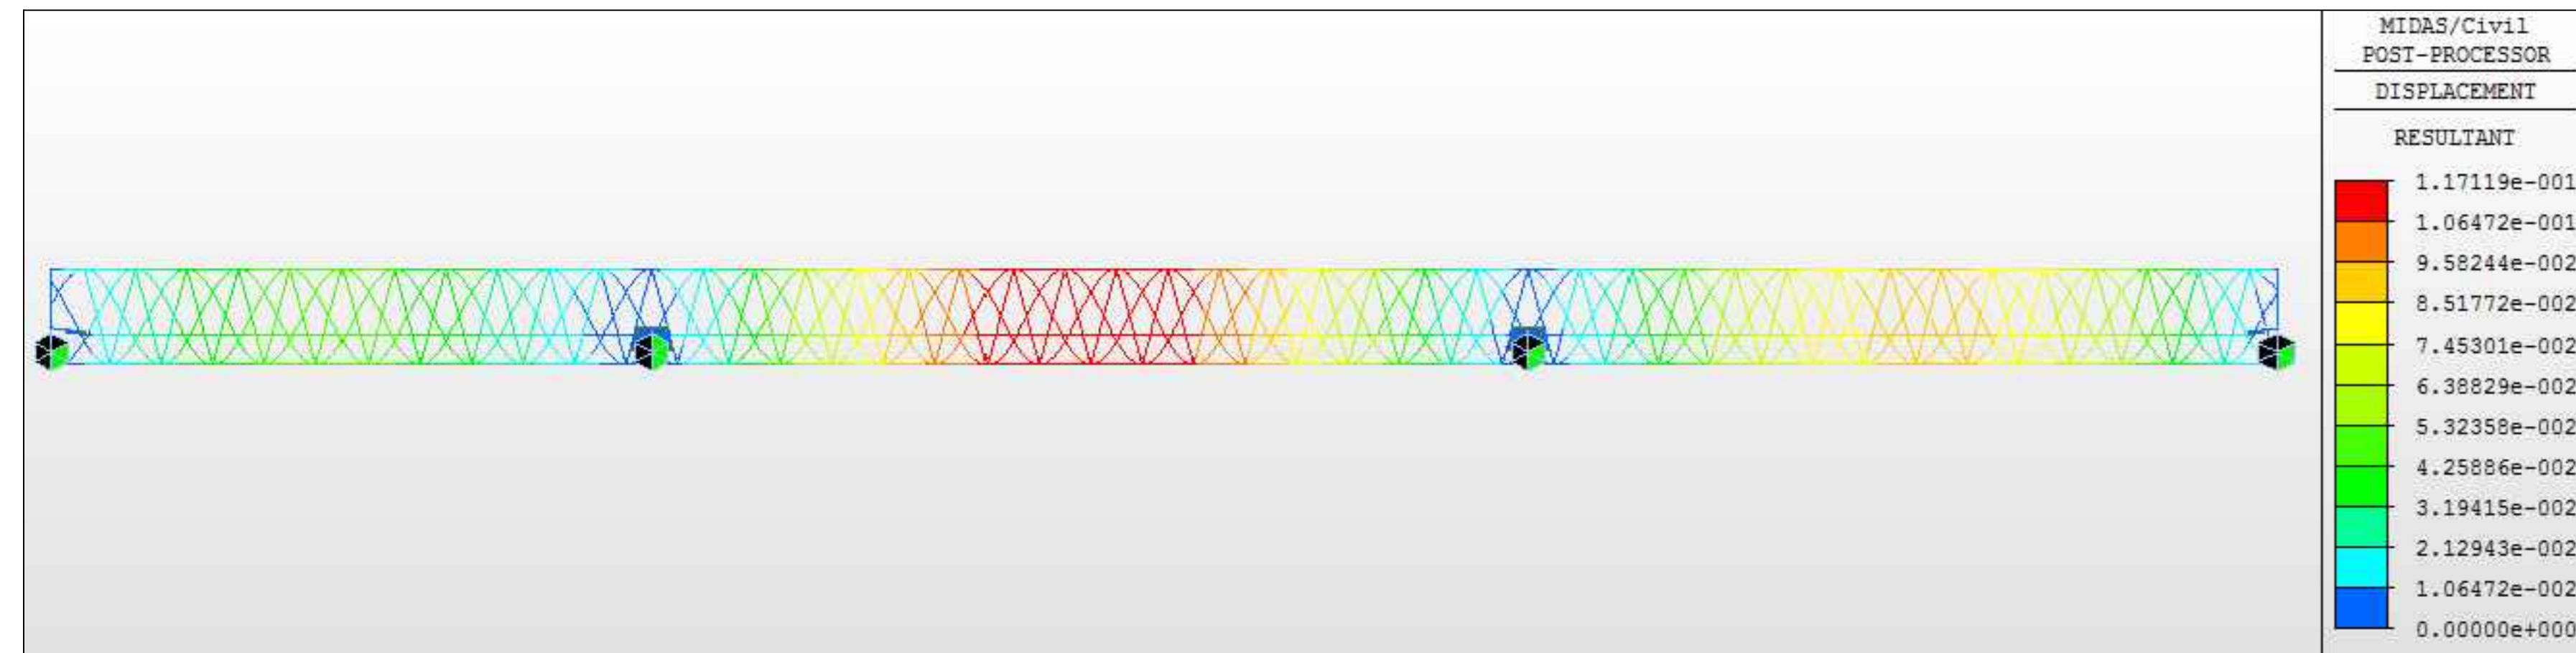 MIDAS/Civil
POST-PROCESSOR
DISPLACEMENT
RESULTANT
1.17119e-001
1.06472e-001
9.58244e-002
8.51772e-002
7.45301e-002
6.38829e-002
5.32358e-002
4.25886e-002
3.19415e-002
2.12943e-002
1.06472e-002
0.00000e+000